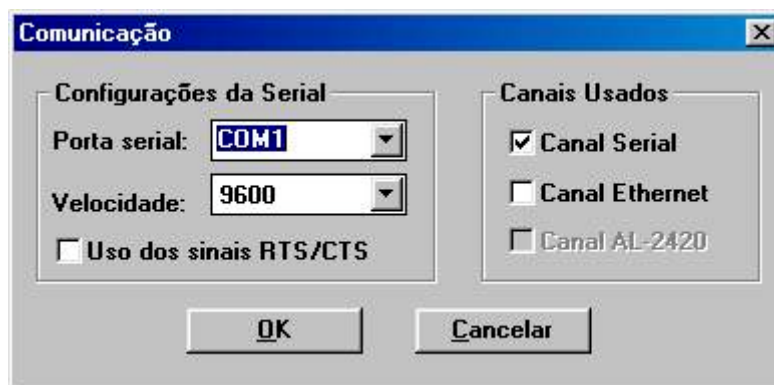 Comunicação
Configurações da Serial
Porta serial: COM1
Velocidade: 9600
Uso dos sinais RTS/CTS
Canais Usados
Canal Serial
Canal Ethernet
Canal AL-2420
OK
Cancelar